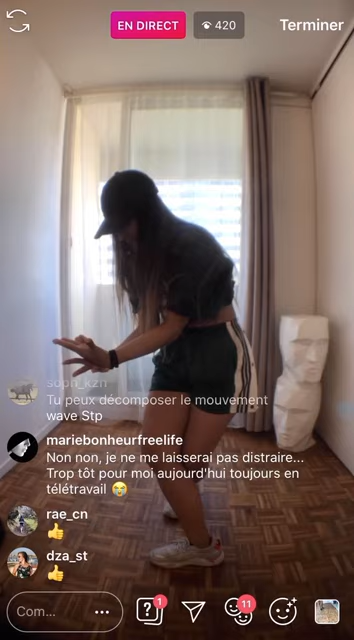 EN DIRECT
420
Terminer
soph_kzn
Tu peux décomposer le mouvement
wave Stp
mariebonheurfreelife
Non non, je ne me laisserai pas distraire...
Trop tôt pour moi aujourd'hui toujours en
télétravail 😭
rae_cn
👍
dza_st
👍
Com...
1
11